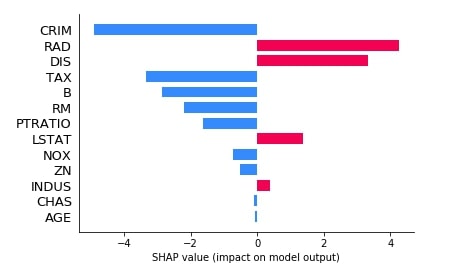 CRIM
RAD
DIS
TAX
B
RM
PTRATIO
LSTAT
NOX
ZN
INDUS
CHAS
AGE
−4 −2 0 2 4
SHAP value (impact on model output)